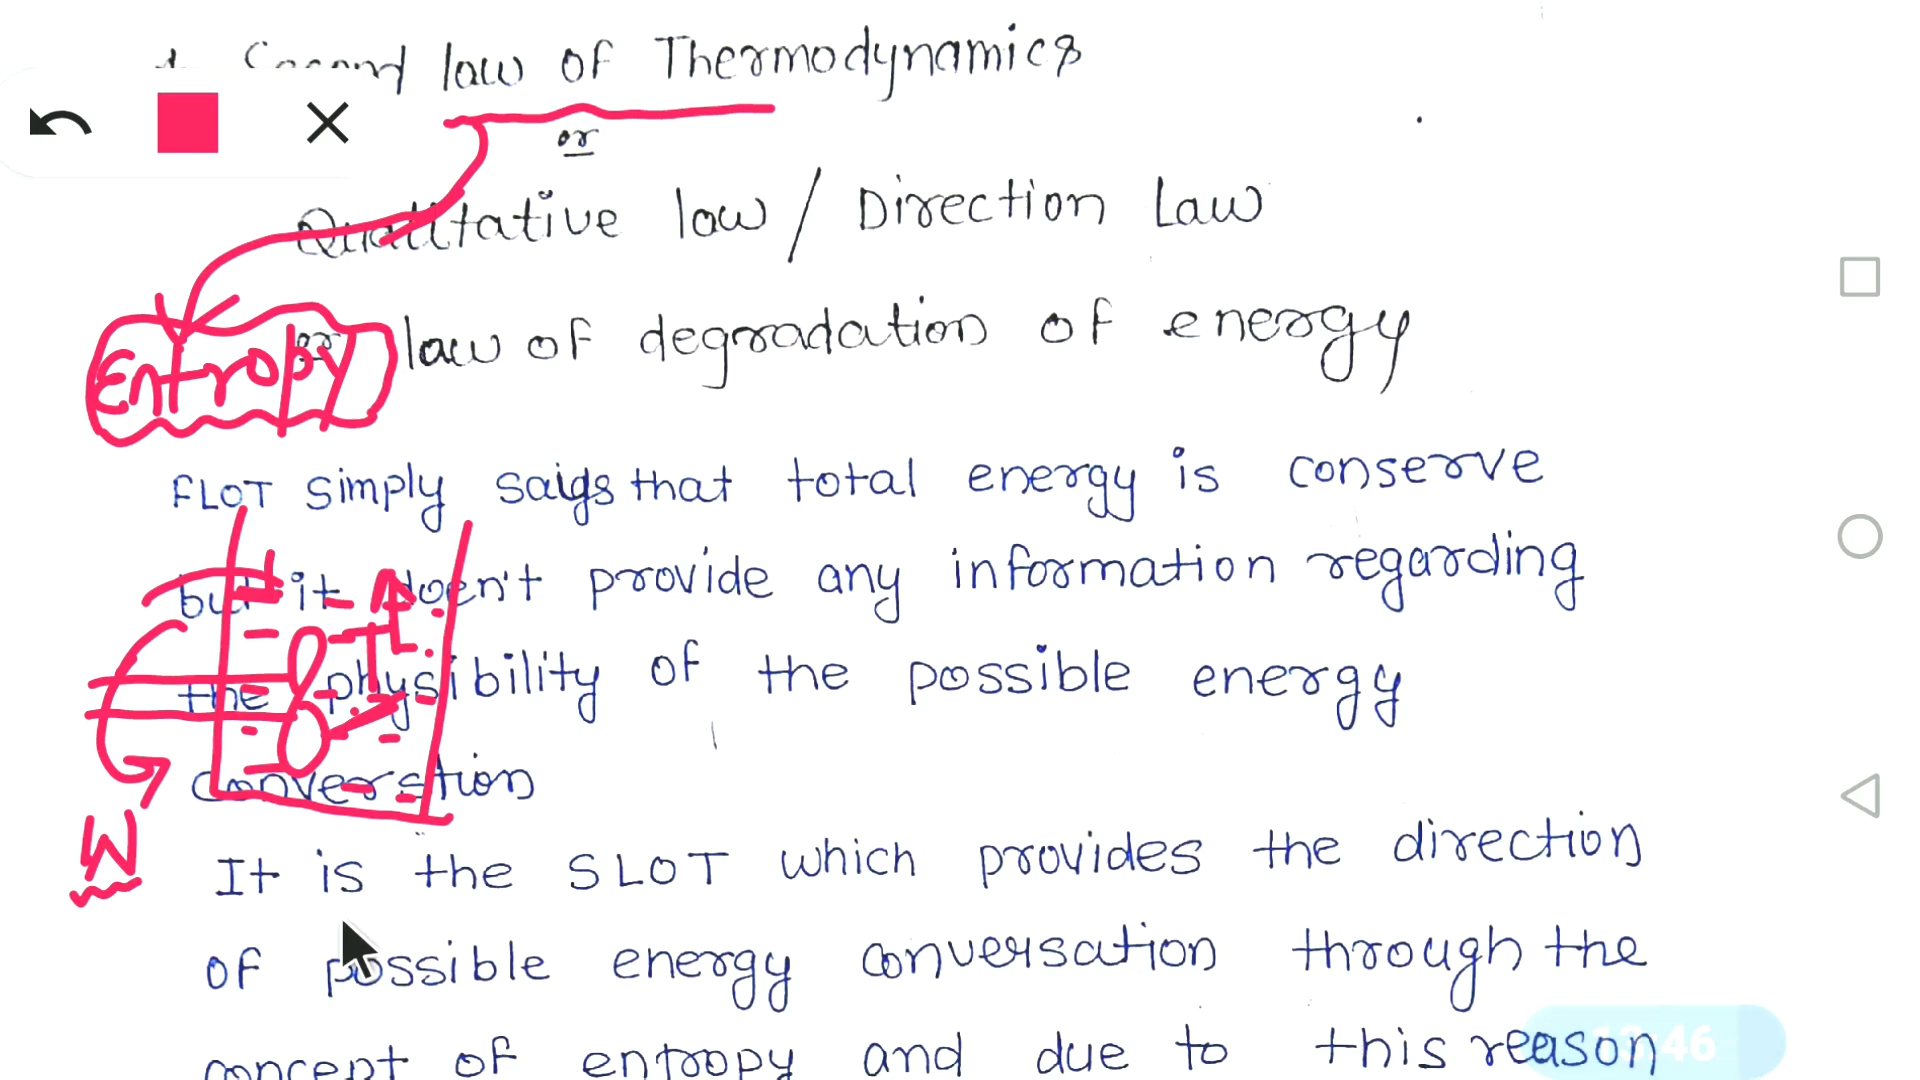 Second law of Thermodynamics
or
Qualitative law / Direction Law
or law of degradation of energy
Entropy
FLOT simply saigs that total energy is conserve
but it doen't provide any information regarding
the physibility of the possible energy
converstion
W
It is the SLOT which provides the direction
of possible energy conversation through the
concept of entropy and due to this reason